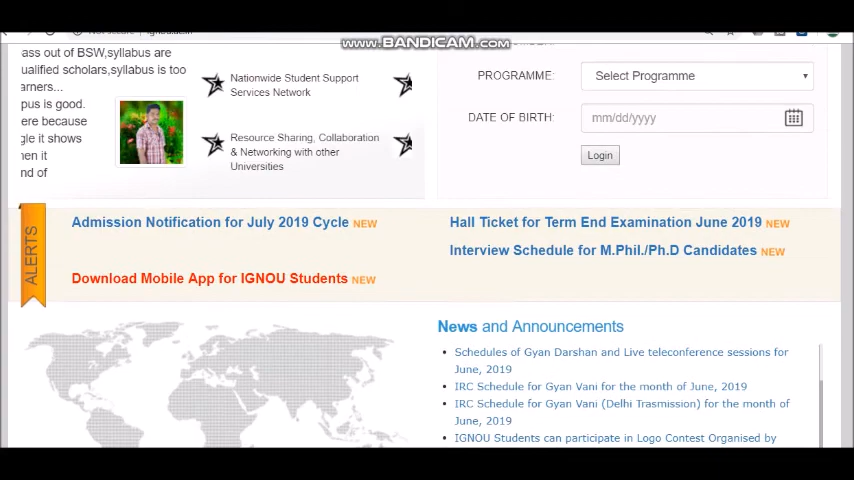 www.BANDICAM.com
ass out of BSW,syllabus are
ualified scholars,syllabus is too
arners...
pus is good.
ere because
gle it shows
hen it
nd of
Nationwide Student Support
Services Network
Resource Sharing, Collaboration
& Networking with other
Universities
PROGRAMME:
Select Programme
DATE OF BIRTH:
mm/dd/yyyy
Login
ALERTS
Admission Notification for July 2019 Cycle NEW
Download Mobile App for IGNOU Students NEW
Hall Ticket for Term End Examination June 2019 NEW
Interview Schedule for M.Phil./Ph.D Candidates NEW
News and Announcements
Schedules of Gyan Darshan and Live teleconference sessions for
June, 2019
IRC Schedule for Gyan Vani for the month of June, 2019
IRC Schedule for Gyan Vani (Delhi Trasmission) for the month of
June, 2019
IGNOU Students can participate in Logo Contest Organised by